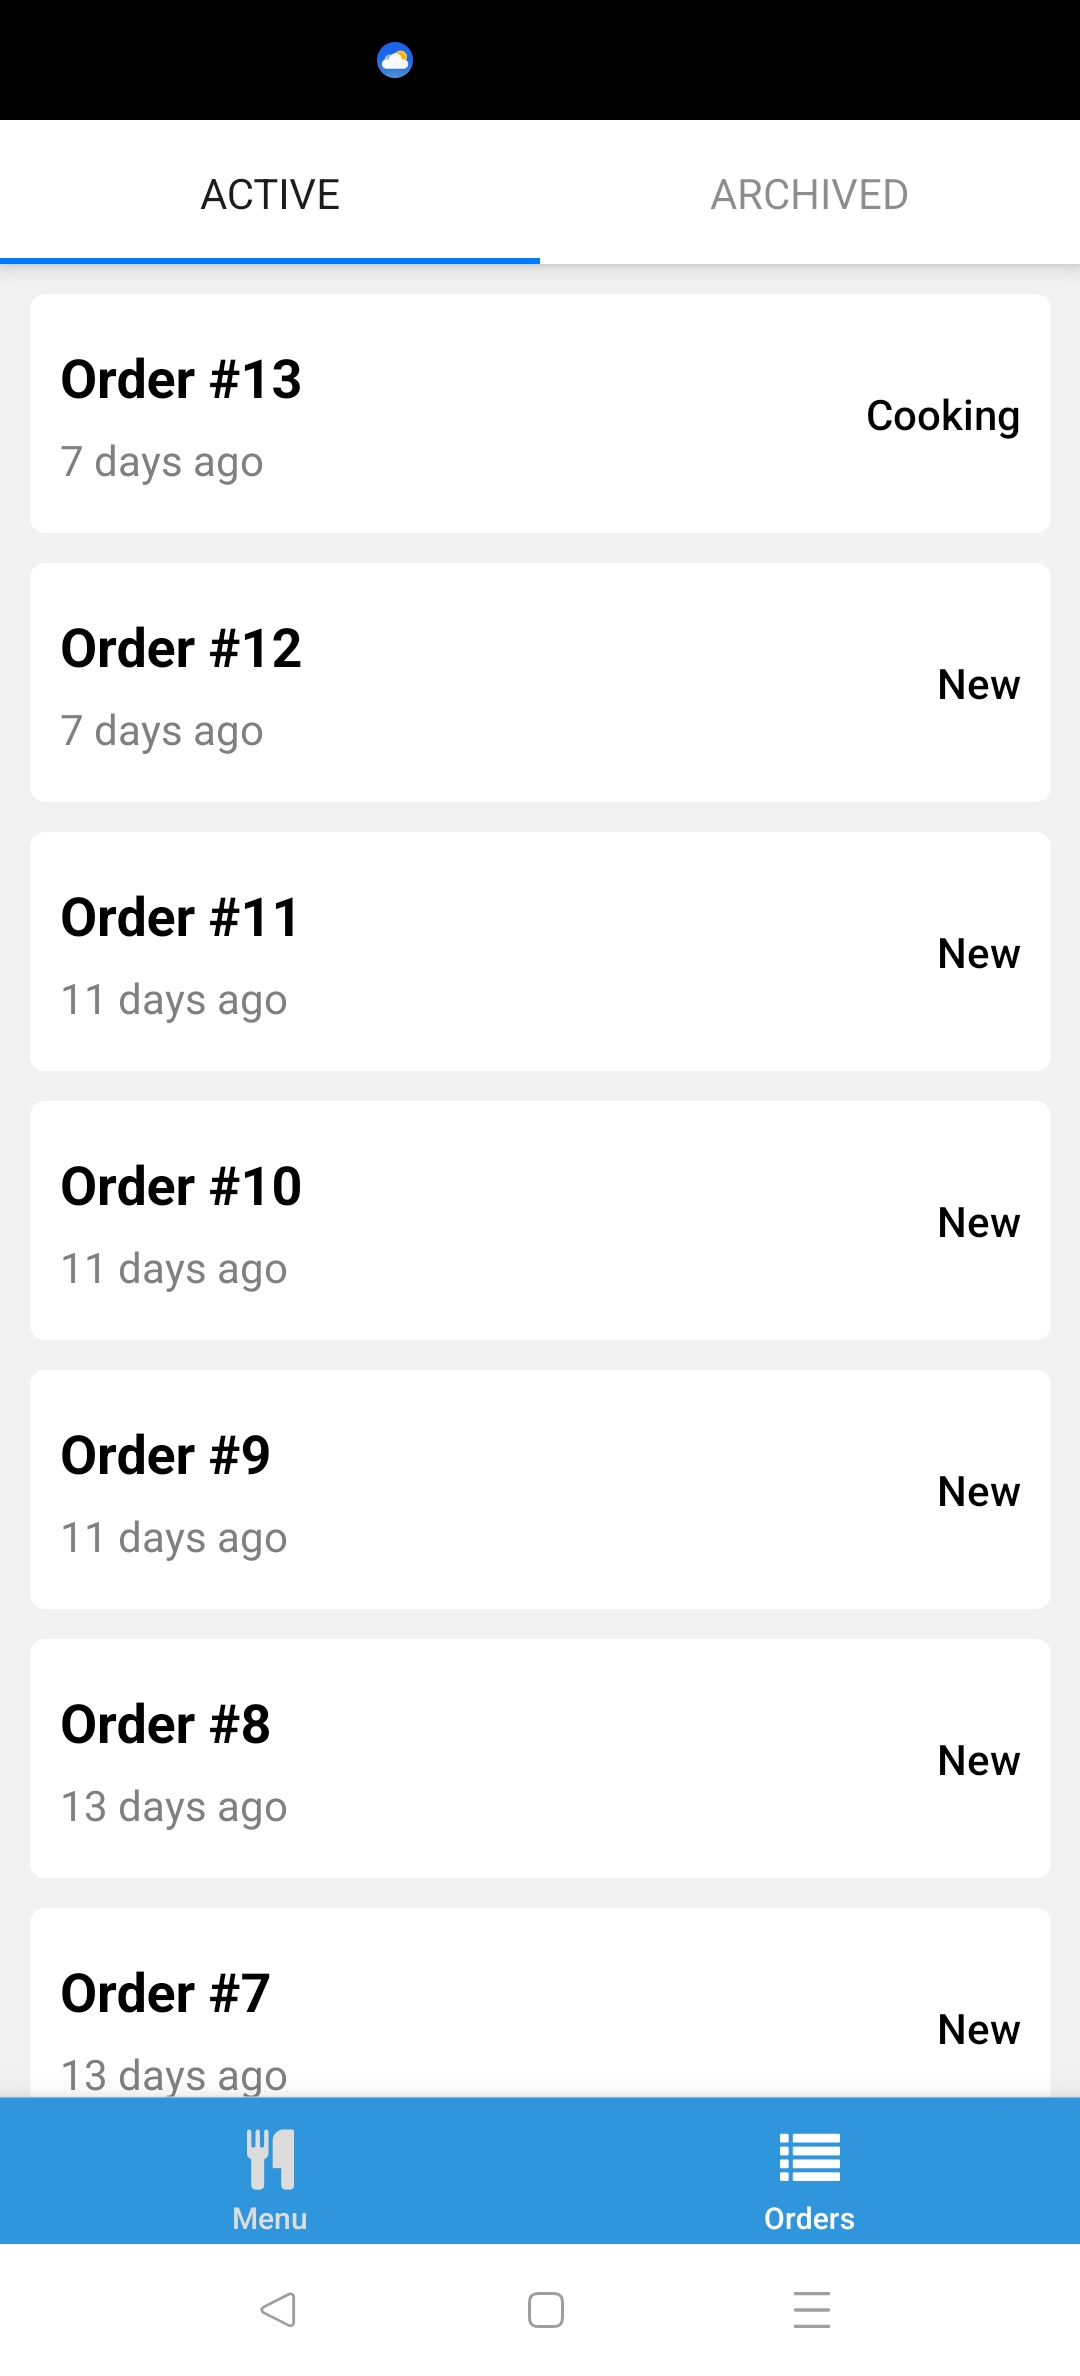 ACTIVE
ARCHIVED
Order #13
Cooking
7 days ago
Order #12
New
7 days ago
Order #11
New
11 days ago
Order #10
New
11 days ago
Order #9
New
11 days ago
Order #8
New
13 days ago
Order #7
New
13 days ago
Menu
Orders